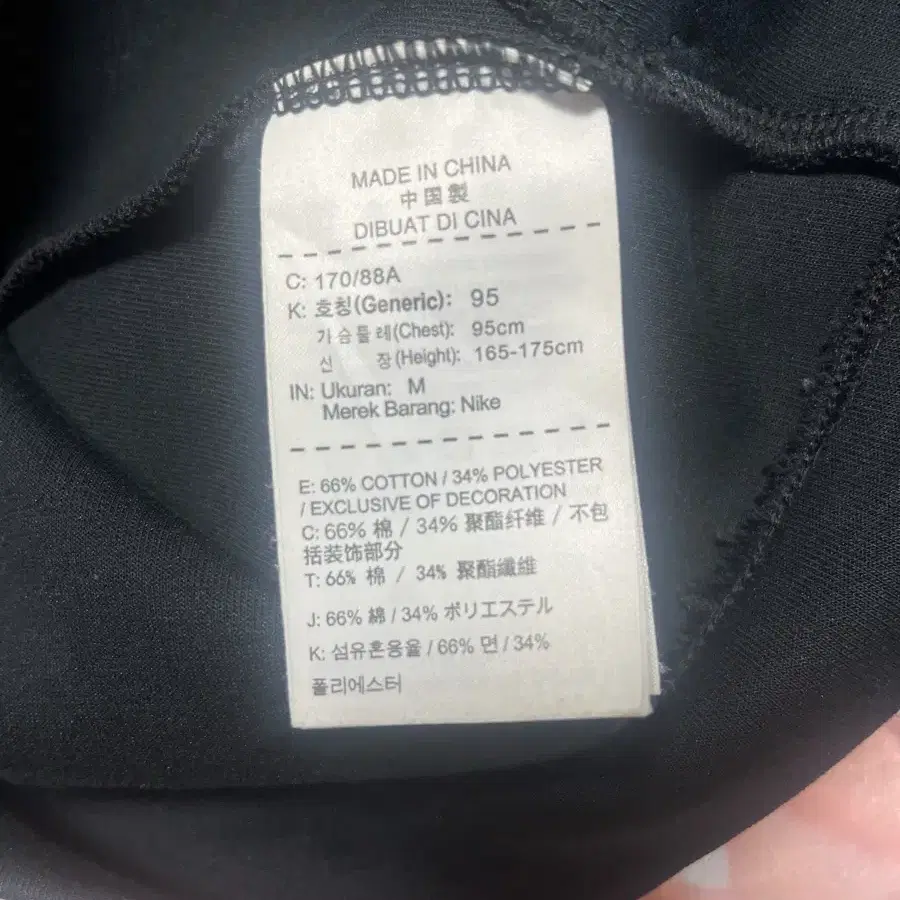 MADE IN CHINA
中国製
DIBUAT DI CINA
C: 170/88A
K: 호칭(Generic): 95
가슴둘레(Chest): 95cm
신 장(Height): 165-175cm
IN: Ukuran: M
Merek Barang: Nike
E: 66% COTTON / 34% POLYESTER
/ EXCLUSIVE OF DECORATION
C: 66% 棉 / 34% 聚酯纤维 / 不包
括装饰部分
T: 66% 棉 / 34% 聚酯纖維
J: 66% 綿 / 34% ポリエステル
K: 섬유혼용율 / 66% 면 / 34%
폴리에스터